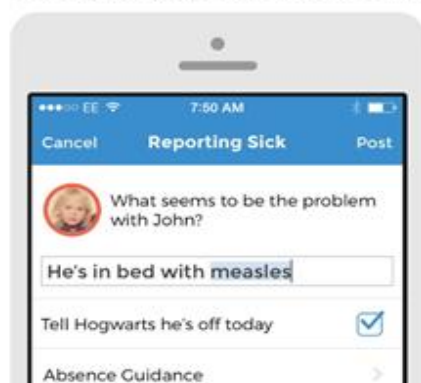 EE 7:50 AM
Cancel Reporting Sick Post
What seems to be the problem
with John?
He's in bed with measles
Tell Hogwarts he's off today
Absence Guidance